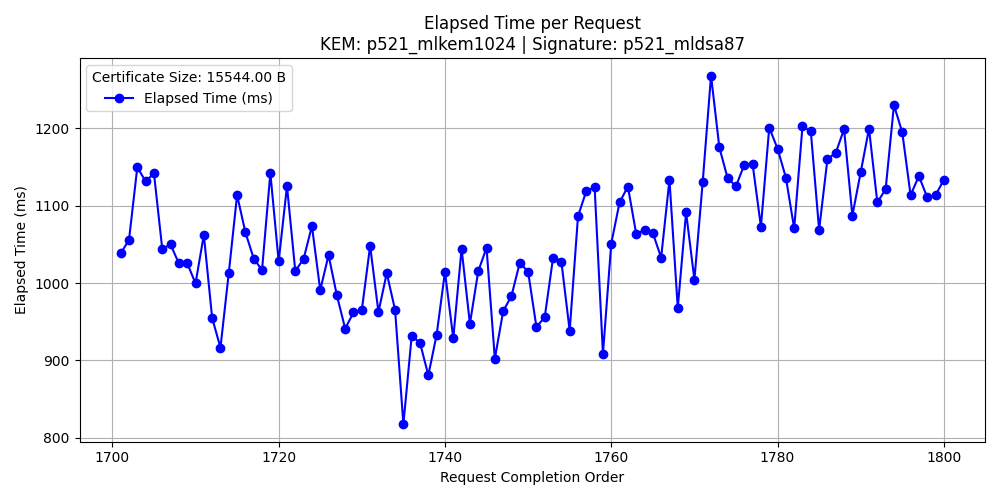 Elapsed Time per Request
KEM: p521_mlkem1024 | Signature: p521_mldsa87
Certificate Size: 15544.00 B
Elapsed Time (ms)
Elapsed Time (ms)
1200
1100
1000
900
800
1700 1720 1740 1760 1780 1800
Request Completion Order